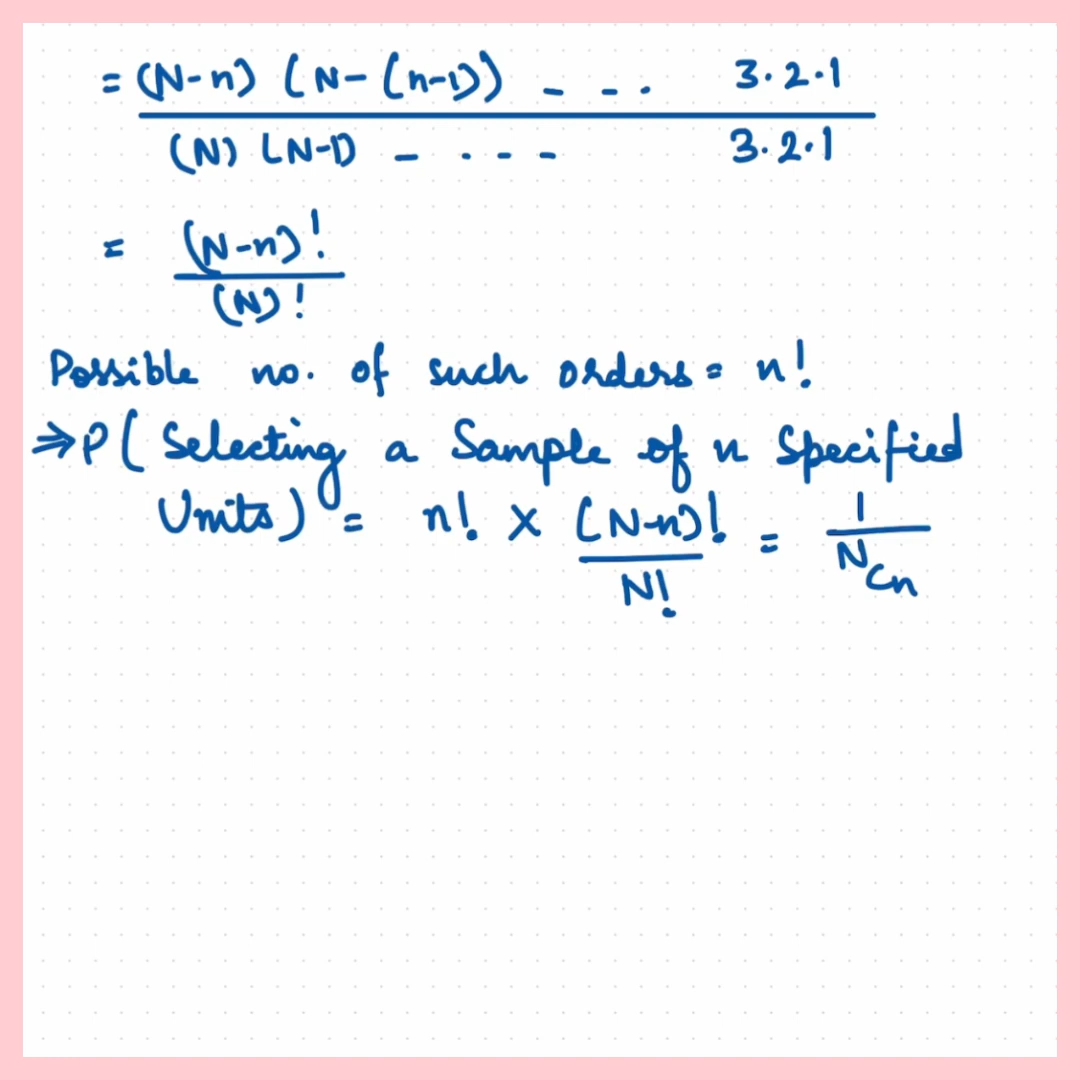 = (N-n) (N-(n-1)) - - - . 3.2.1
(N) (N-1) - . - - 3.2.1
= (N-n)!
(N)!
Possible no. of such orders = n!
⇒ P( Selecting a Sample of n Specified
Units) = n! × (N-n)! / N! = 1 / NCn